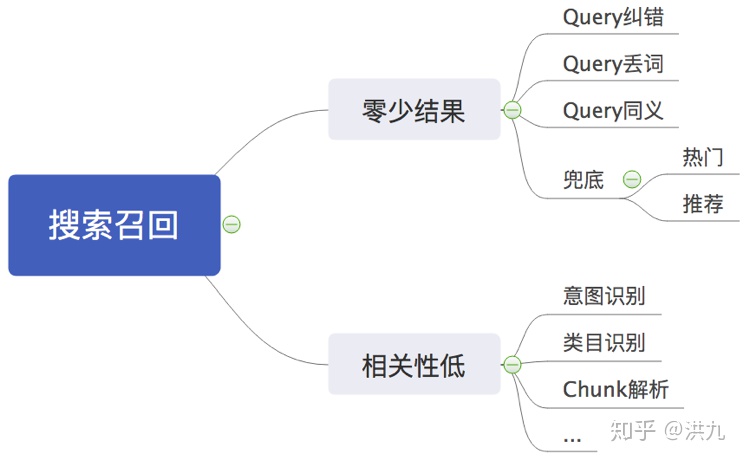 搜索召回
零少结果
Query纠错
Query丢词
Query同义
兜底
热门
推荐
相关性低
意图识别
类目识别
Chunk解析
...
知乎 @洪九